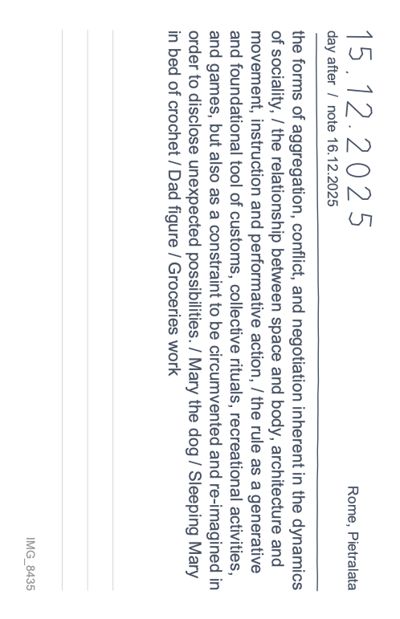 15.12.2025
Rome, Pietralata
day after / note 16.12.2025
the forms of aggregation, conflict, and negotiation inherent in the dynamics
of sociality, / the relationship between space and body, architecture and
movement, instruction and performative action, / the rule as a generative
and foundational tool of customs, collective rituals, recreational activities,
and games, but also as a constraint to be circumvented and re-imagined in
order to disclose unexpected possibilities. / Mary the dog / Sleeping Mary
in bed of crochet / Dad figure / Groceries work
IMG_8435